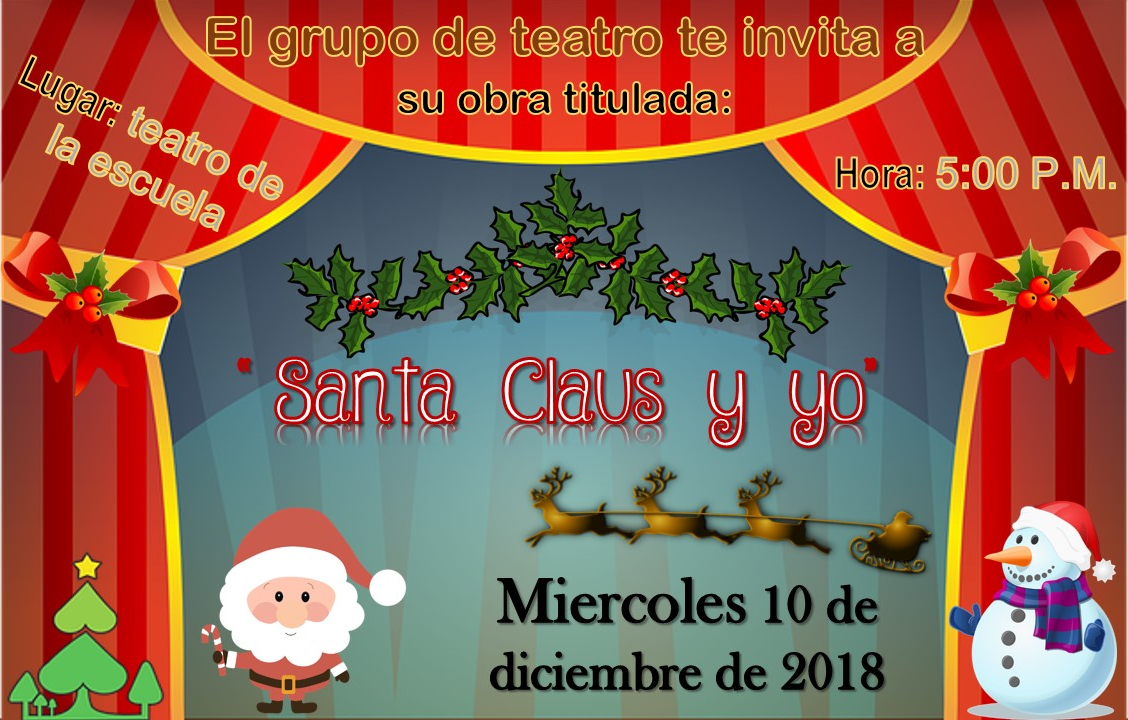 El grupo de teatro te invita a
su obra titulada:
Lugar: teatro de
la escuela
Hora: 5:00 P.M.
“ Santa Claus y yo”
Miercoles 10 de
diciembre de 2018